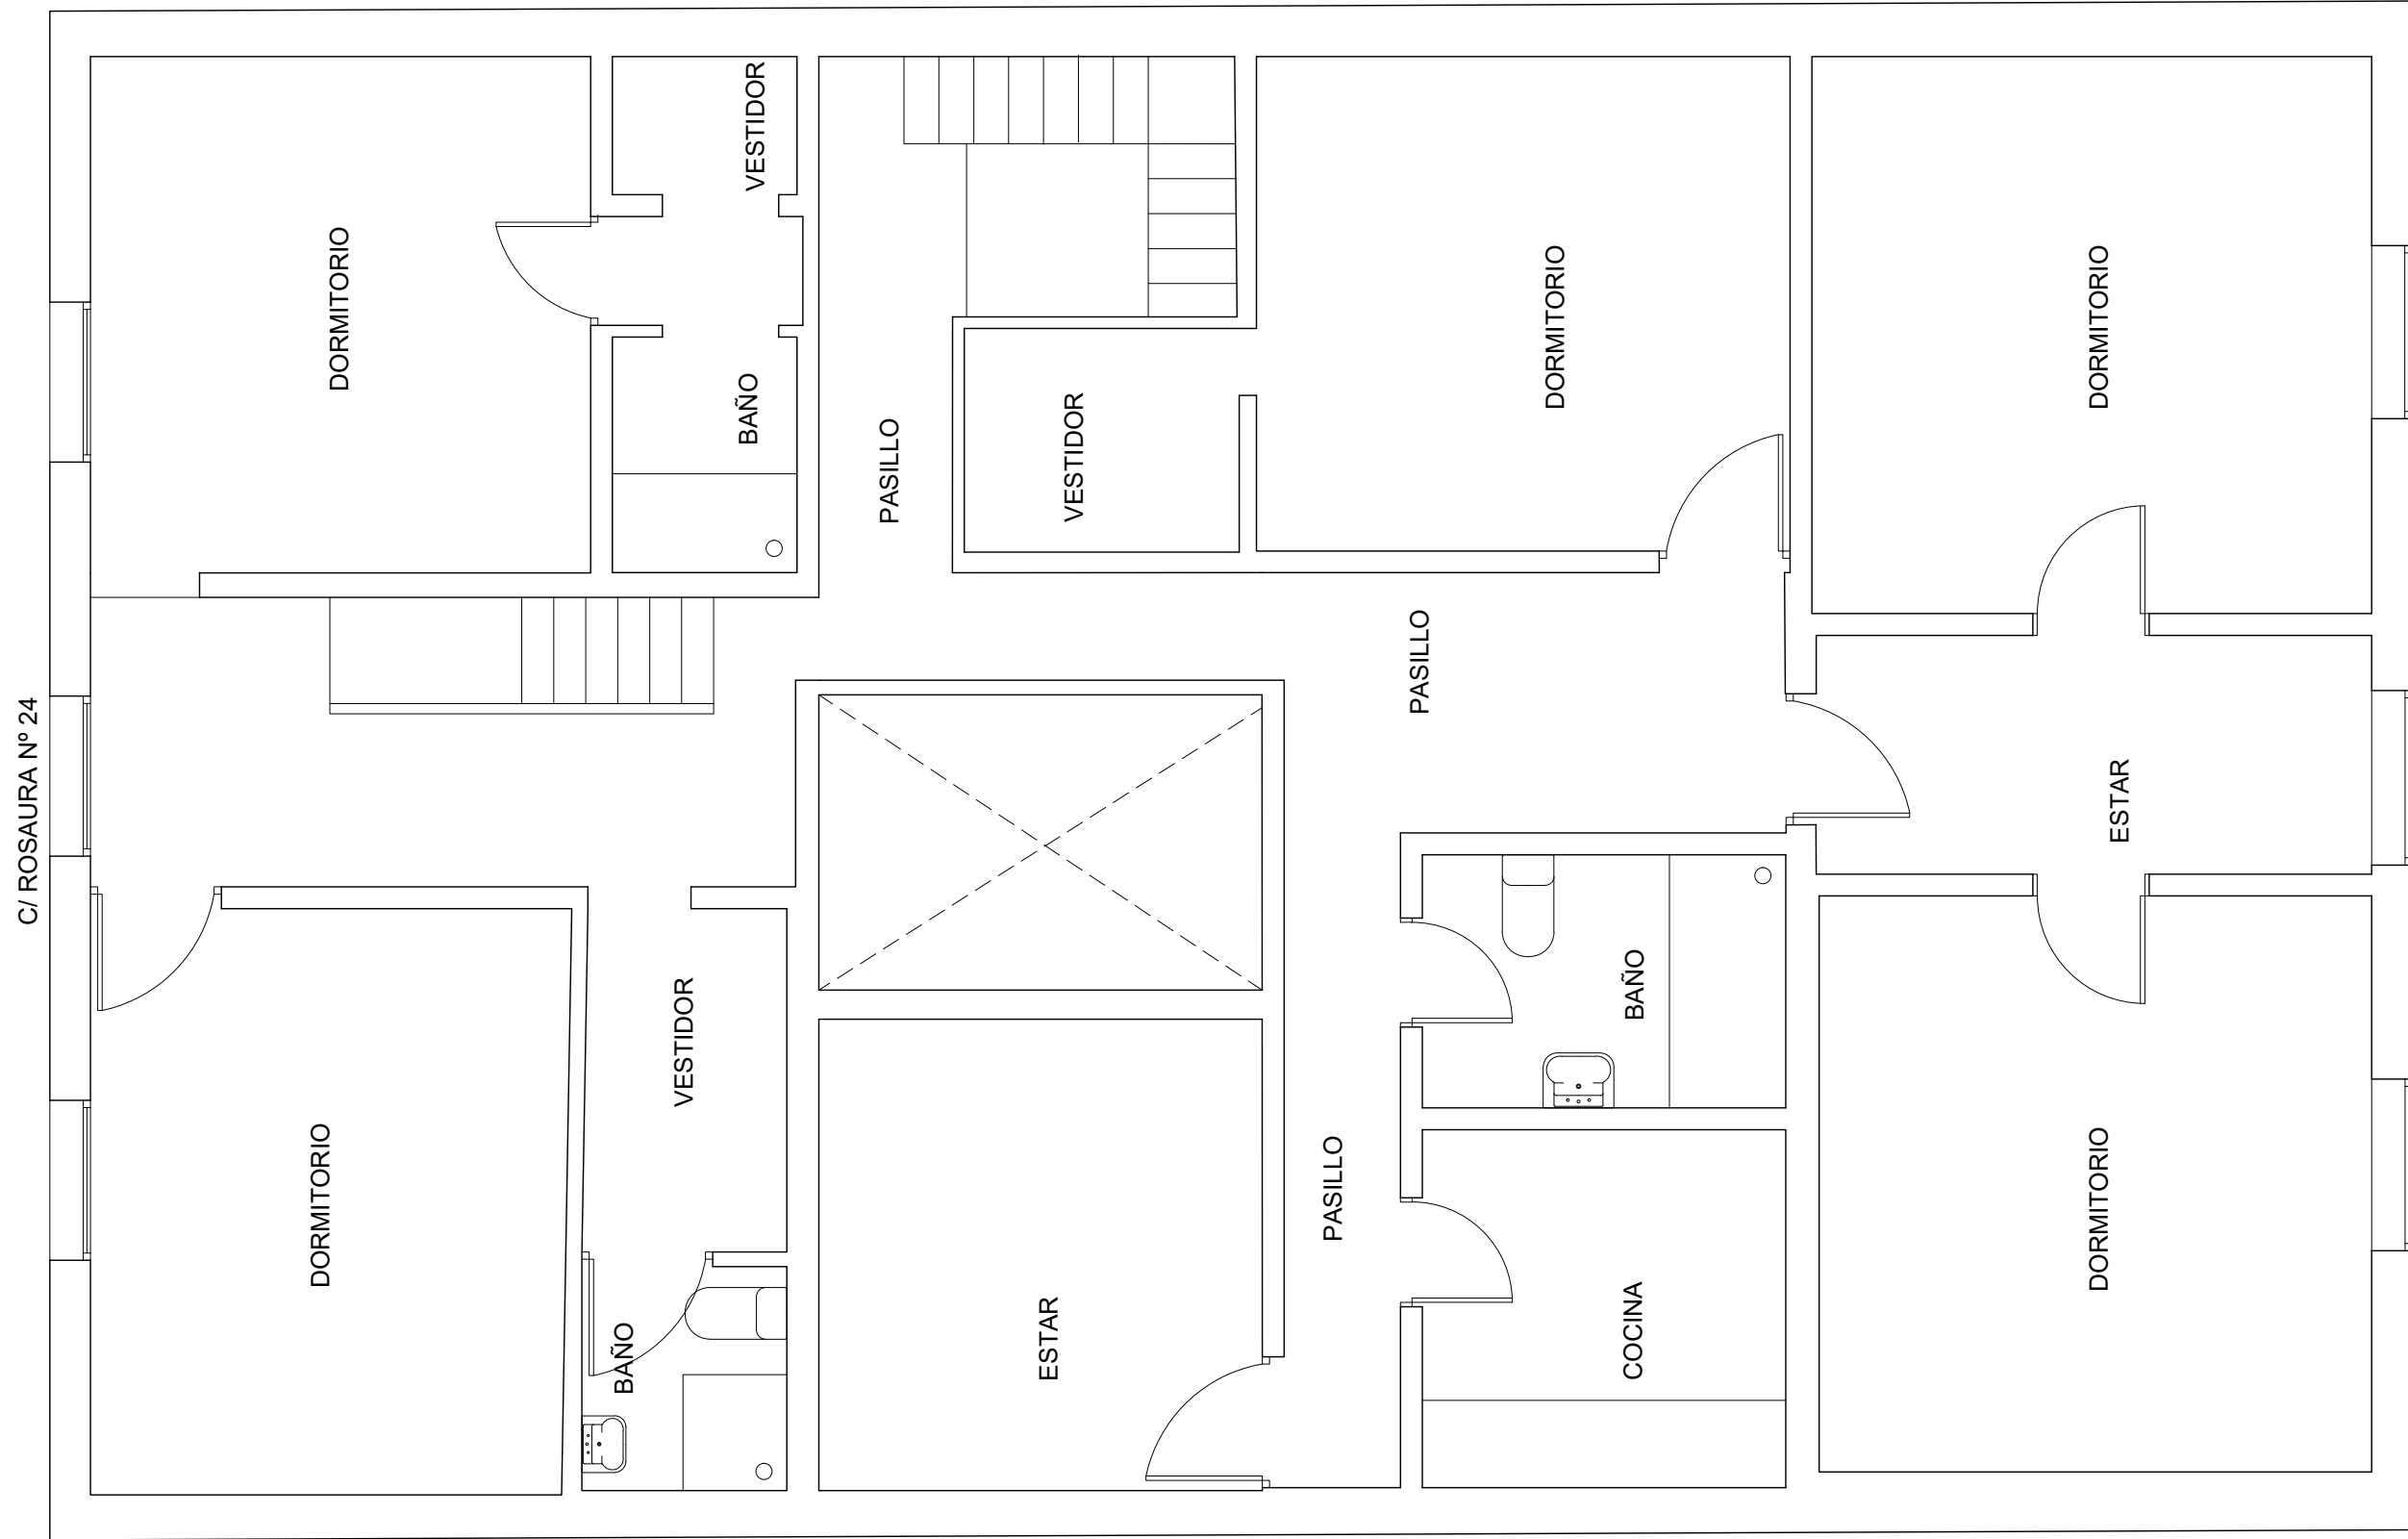 C/ ROSAURA Nº 24
DORMITORIO
VESTIDOR
BAÑO
PASILLO
VESTIDOR
DORMITORIO
DORMITORIO
PASILLO
ESTAR
DORMITORIO
VESTIDOR
BAÑO
ESTAR
PASILLO
BAÑO
COCINA
DORMITORIO